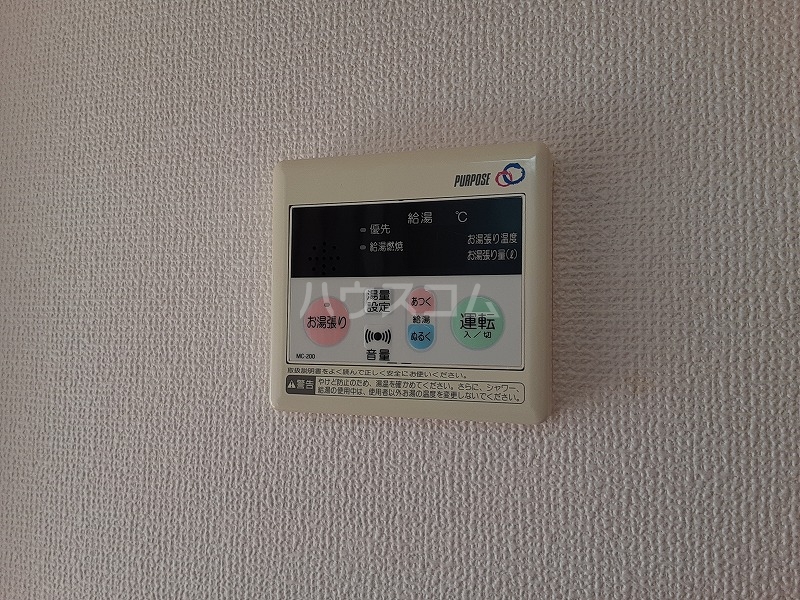 PURPOSE
給湯 ℃
優先
給湯燃焼
お湯張り温度
お湯張り量(ℓ)
ハウスコム
お湯張り
湯量
設定
音量
あつく
給湯
ぬるく
運転
入/切
MC-200
取扱説明書をよく読んで正しく安全にお使いください。
警告
やけど防止のため、湯温を確かめてください。さらに、シャワー、
給湯の使用中は、使用者以外お湯の温度を変更しないでください。